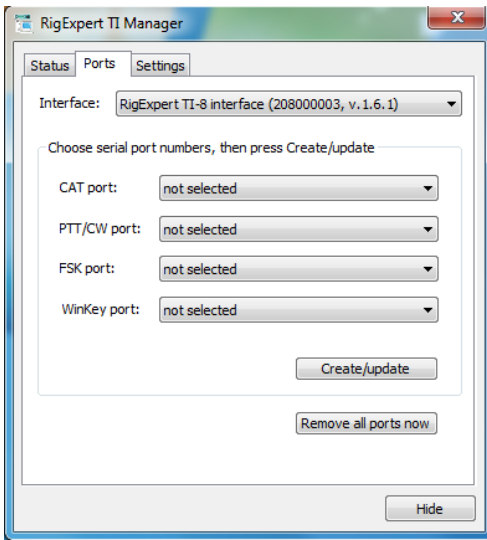 RigExpert TI Manager
Status Ports Settings
Interface: RigExpert TI-8 interface (208000003, v.1.6.1)
Choose serial port numbers, then press Create/update
CAT port: not selected
PTT/CW port: not selected
FSK port: not selected
WinKey port: not selected
Create/update
Remove all ports now
Hide